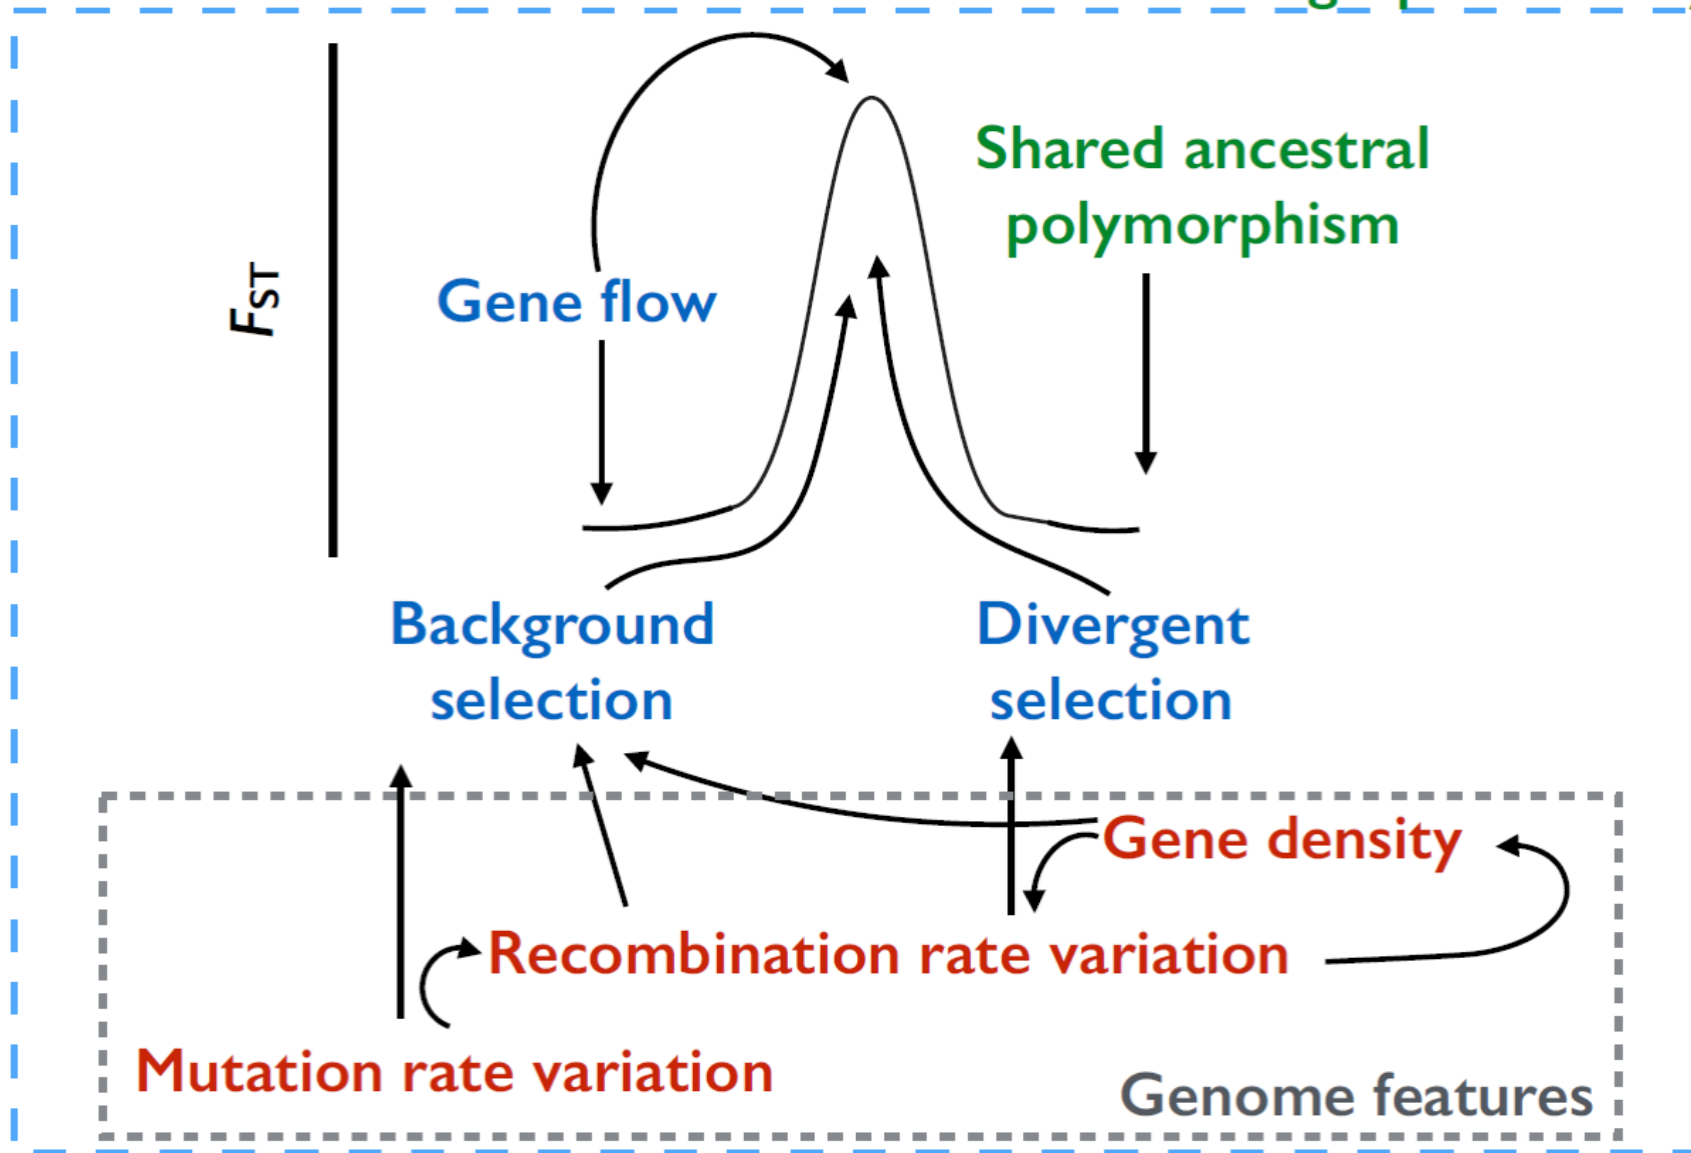 Shared ancestral
polymorphism
Gene flow
FST
Background
selection
Divergent
selection
Gene density
Recombination rate variation
Mutation rate variation
Genome features